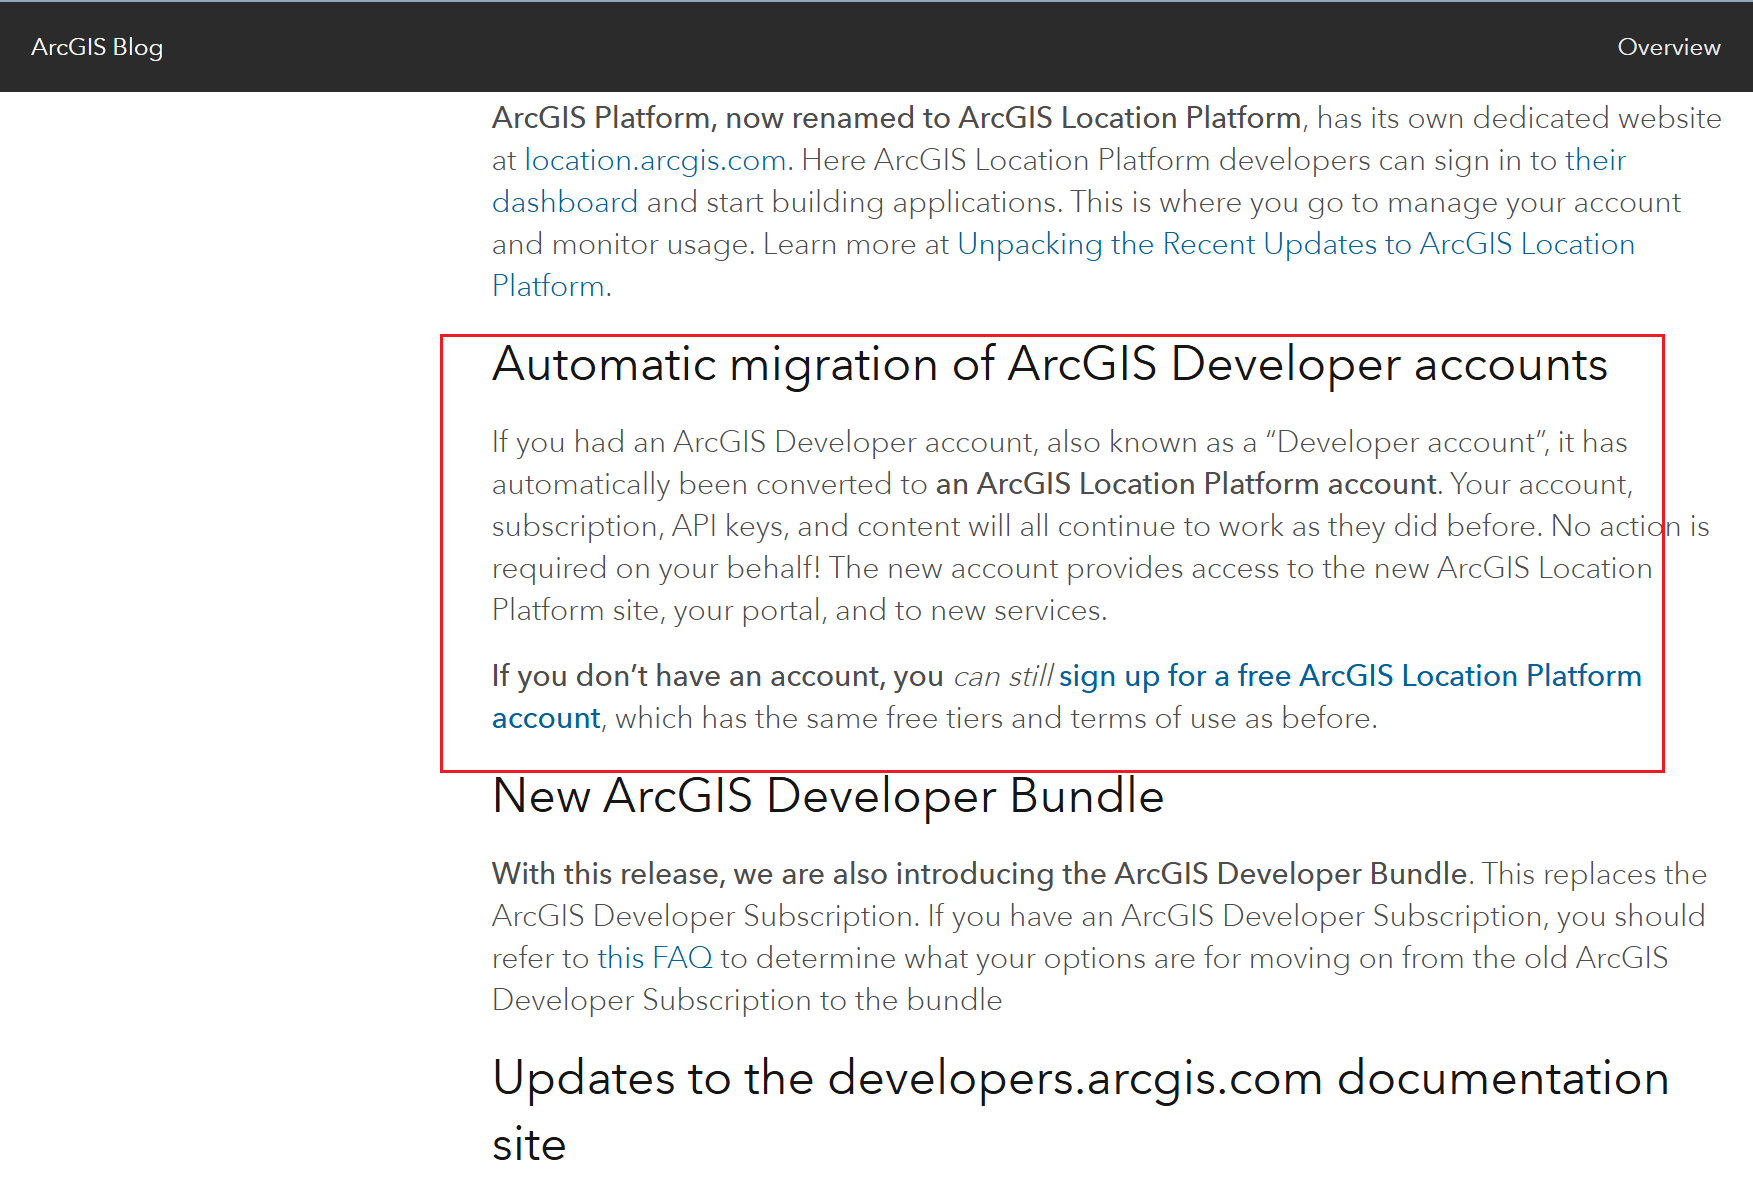 ArcGIS Blog
Overview
ArcGIS Platform, now renamed to ArcGIS Location Platform, has its own dedicated website
at location.arcgis.com. Here ArcGIS Location Platform developers can sign in to their
dashboard and start building applications. This is where you go to manage your account
and monitor usage. Learn more at Unpacking the Recent Updates to ArcGIS Location
Platform.
Automatic migration of ArcGIS Developer accounts
If you had an ArcGIS Developer account, also known as a “Developer account”, it has
automatically been converted to an ArcGIS Location Platform account. Your account,
subscription, API keys, and content will all continue to work as they did before. No action is
required on your behalf! The new account provides access to the new ArcGIS Location
Platform site, your portal, and to new services.
If you don’t have an account, you can still sign up for a free ArcGIS Location Platform
account, which has the same free tiers and terms of use as before.
New ArcGIS Developer Bundle
With this release, we are also introducing the ArcGIS Developer Bundle. This replaces the
ArcGIS Developer Subscription. If you have an ArcGIS Developer Subscription, you should
refer to this FAQ to determine what your options are for moving on from the old ArcGIS
Developer Subscription to the bundle
Updates to the developers.arcgis.com documentation
site